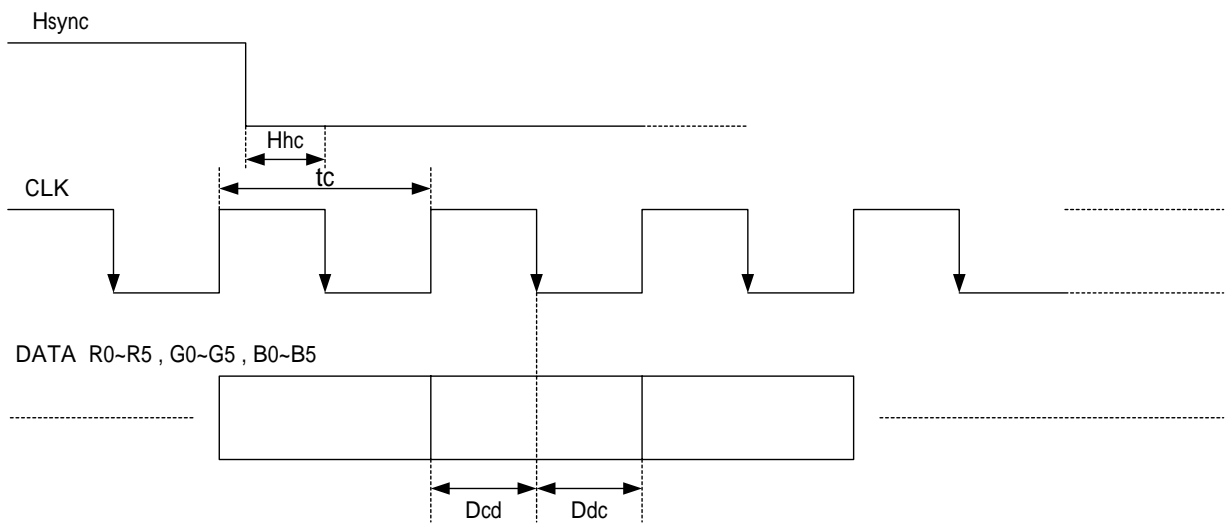 Hsync
Hhc
tc
CLK
DATA R0~R5 , G0~G5 , B0~B5
Dcd
Ddc